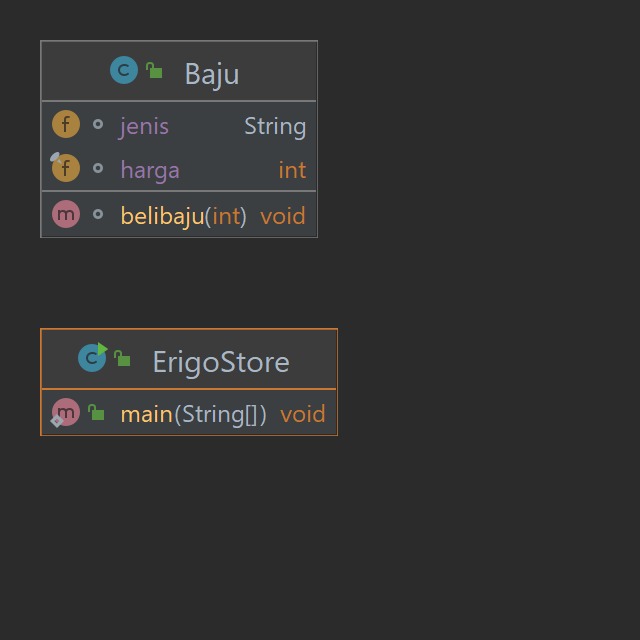 Baju
jenis String
harga int
belibaju(int) void
ErigoStore
main(String[]) void